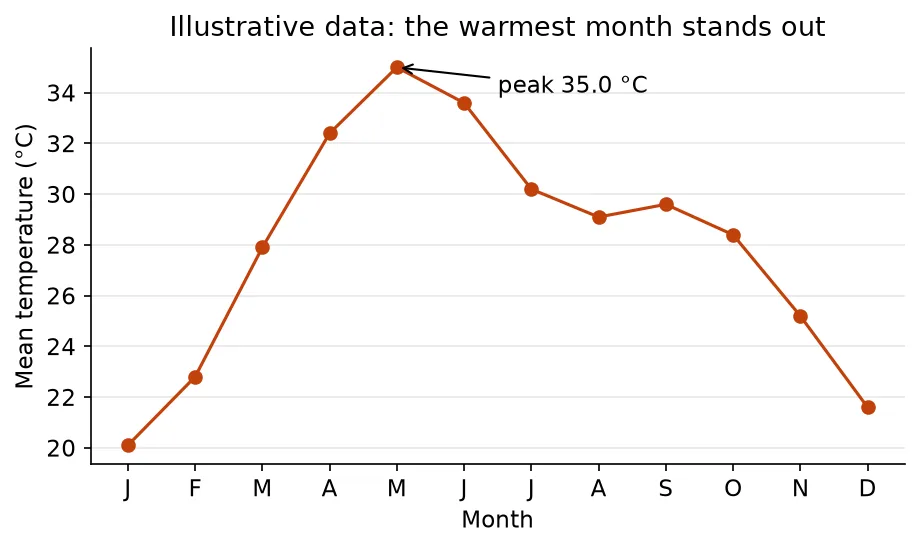 Illustrative data: the warmest month stands out
peak 35.0 °C
Mean temperature (°C)
34
32
30
28
26
24
22
20
J F M A M J J A S O N D
Month